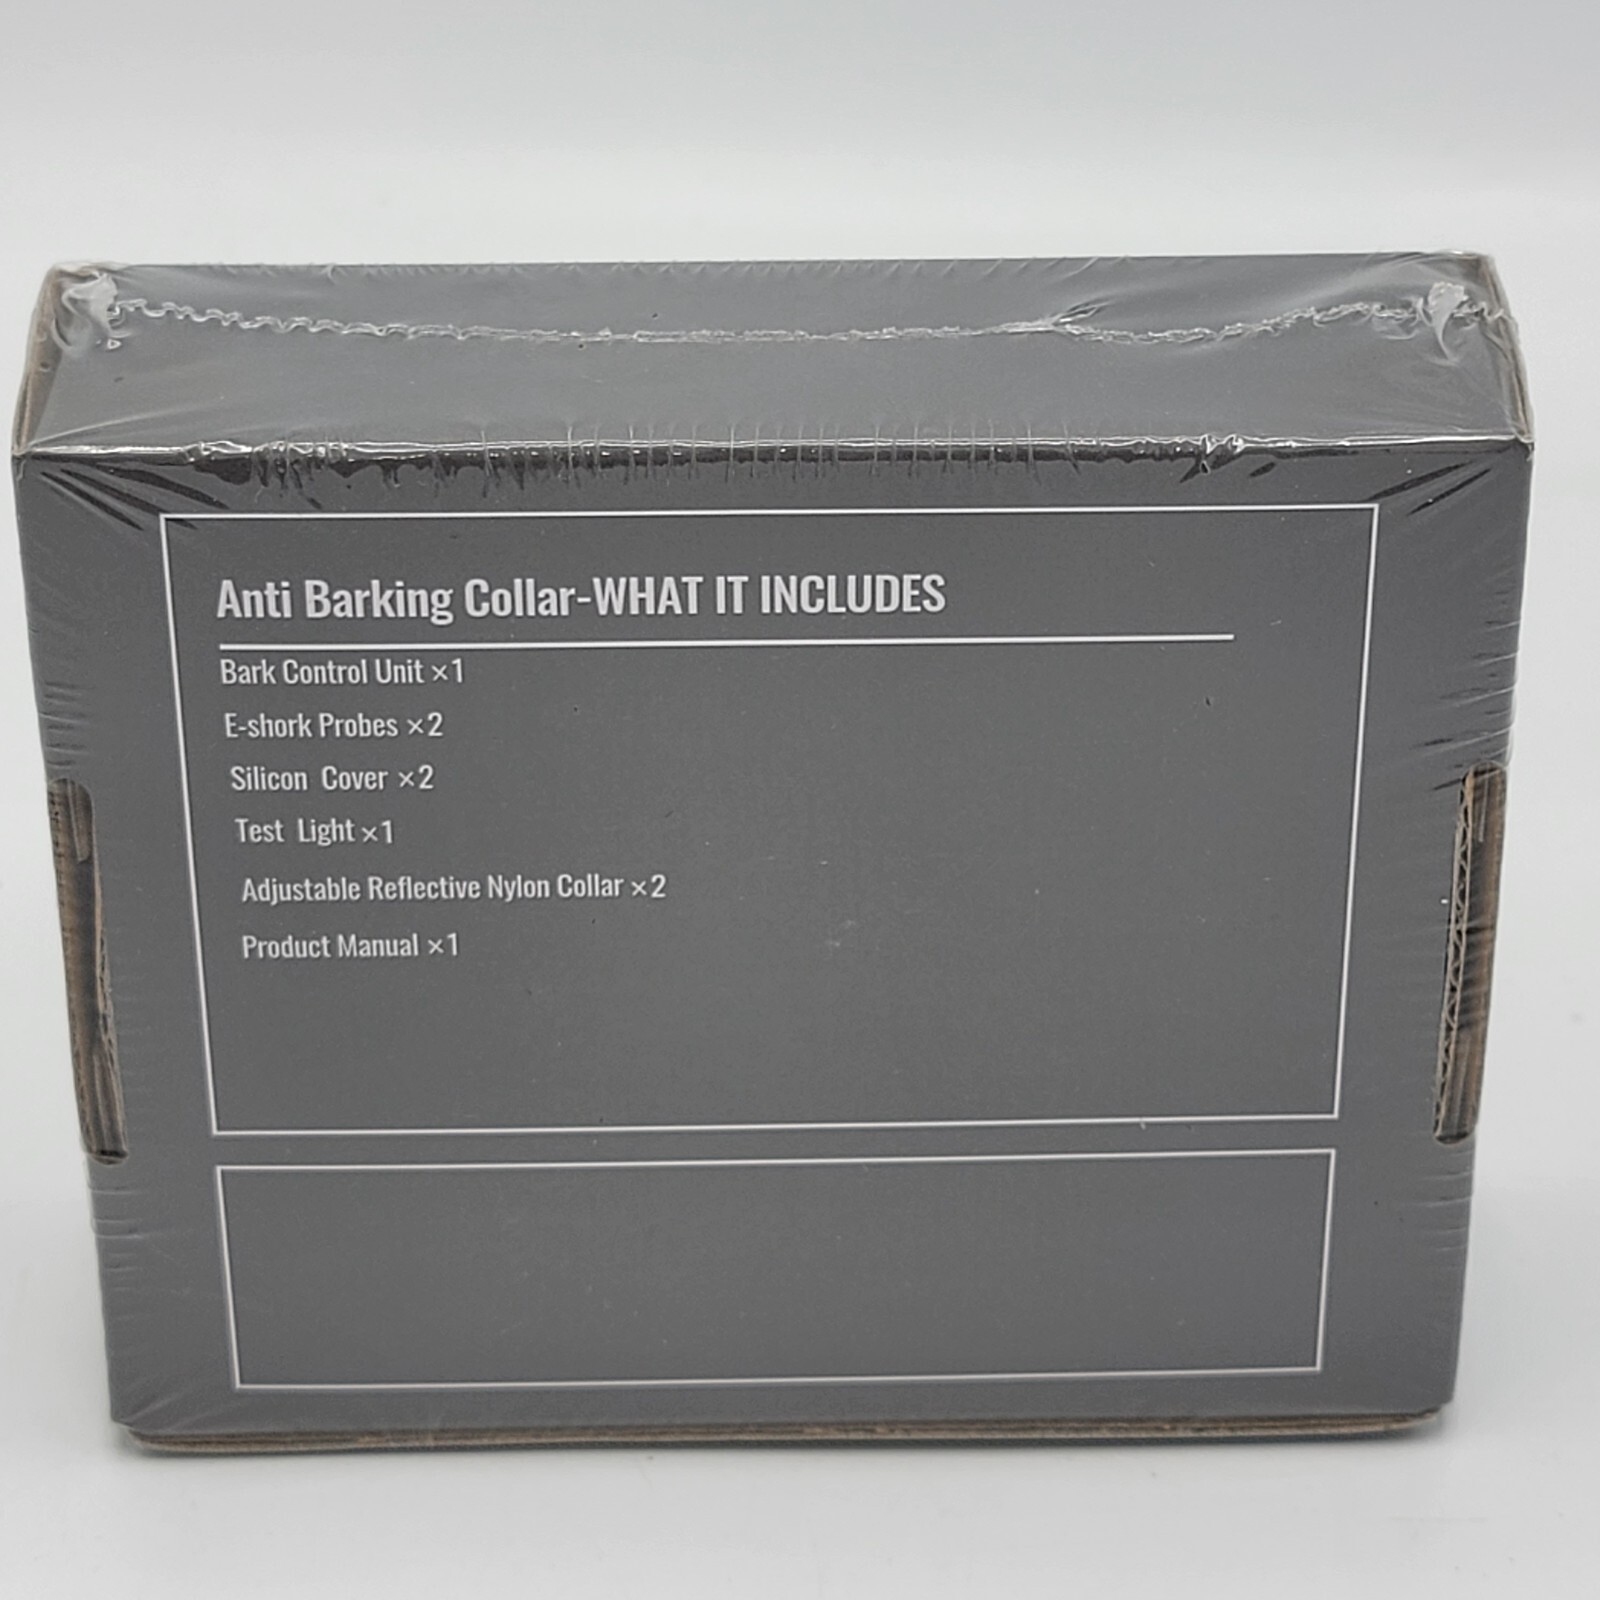 Anti Barking Collar-WHAT IT INCLUDES
Bark Control Unit ×1
E-shork Probes ×2
Silicon Cover ×2
Test Light ×1
Adjustable Reflective Nylon Collar ×2
Product Manual ×1